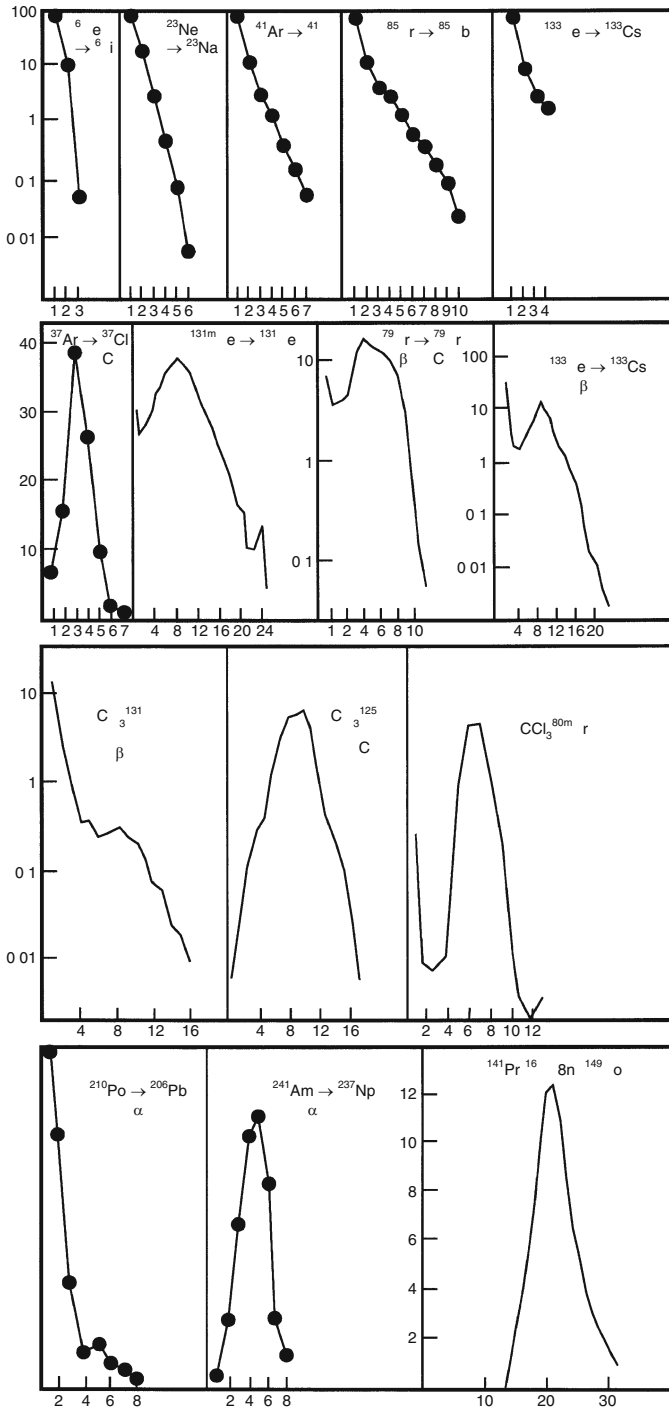 100
10
1
0 1
0 01
⁶ e
→ ⁶ i
²³Ne
→ ²³Na
⁴¹Ar → ⁴¹
⁸⁵ r → ⁸⁵ b
¹³³ e → ¹³³Cs
1 2 3
1 2 3 4 5 6
1 2 3 4 5 6 7
1 2 3 4 5 6 7 8 9 10
1 2 3 4
40
30
20
10
³⁷Ar → ³⁷Cl
C
¹³¹ᵐ e → ¹³¹ e
10
1
0 1
⁷⁹ r → ⁷⁹ r
β C
100
10
1
0 1
0 01
¹³³ e → ¹³³Cs
β
1 2 3 4 5 6 7
4 8 12 16 20 24
1 2 4 6 8 10
4 8 12 16 20
10
1
0 1
0 01
C ₃¹³¹
β
C ₃¹²⁵
C
CCl₃⁸⁰ᵐ r
4 8 12 16
4 8 12 16
2 4 6 8 10 12
²¹⁰Po → ²⁰⁶Pb
α
²⁴¹Am → ²³⁷Np
α
¹⁴¹Pr ¹⁶ 8n ¹⁴⁹ o
12
10
8
6
4
2
2 4 6 8
2 4 6 8
10 20 30